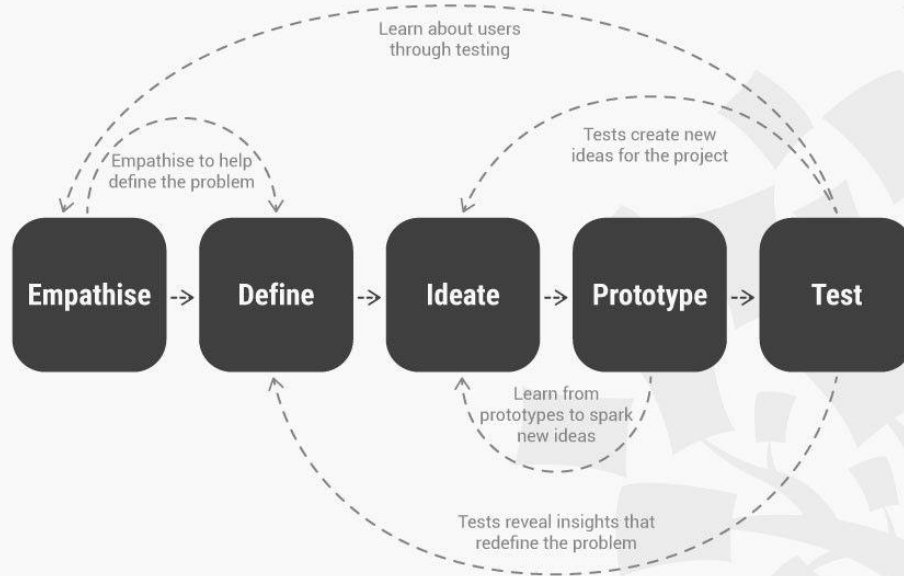 Learn about users
through testing
Tests create new
ideas for the project
Empathise to help
define the problem
Empathise
Define
Ideate
Prototype
Test
Learn from
prototypes to spark
new ideas
Tests reveal insights that
redefine the problem